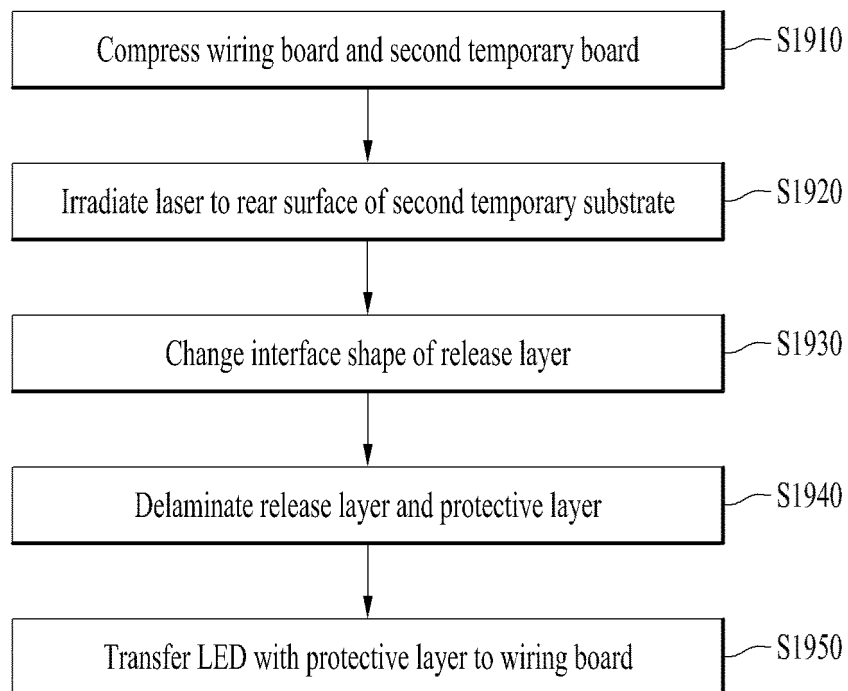 Compress wiring board and second temporary board
S1910
Irradiate laser to rear surface of second temporary substrate
S1920
Change interface shape of release layer
S1930
Delaminate release layer and protective layer
S1940
Transfer LED with protective layer to wiring board
S1950